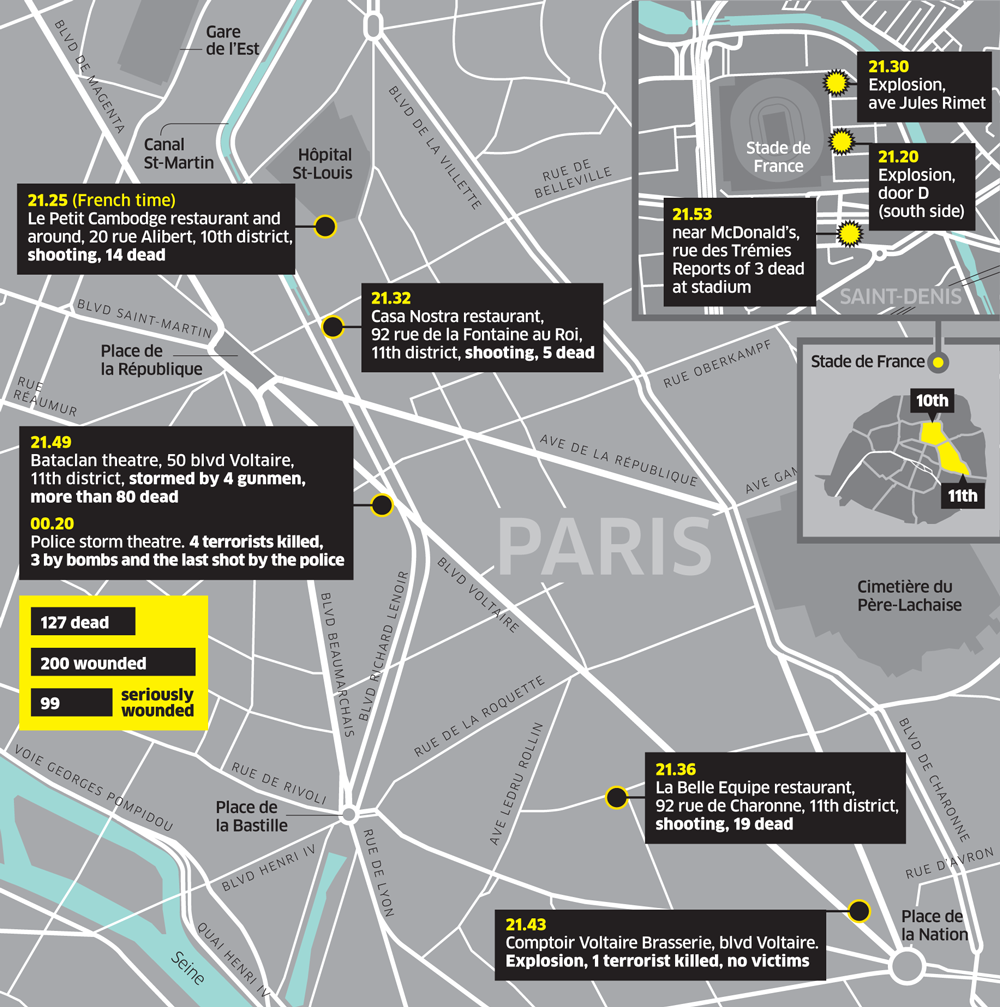 Gare
de l'Est
BLVD DE MAGENTA
Canal
St-Martin
Hôpital
St-Louis
BLVD DE LA VILLETTE
RUE DE
BELLEVILLE
21.30
Explosion,
ave Jules Rimet
Stade de
France
21.20
Explosion,
door D
(south side)
21.53
near McDonald's,
rue des Trémies
Reports of 3 dead
at stadium
SAINT-DENIS
21.25 (French time)
Le Petit Cambodge restaurant and
around, 20 rue Alibert, 10th district,
shooting, 14 dead
21.32
Casa Nostra restaurant,
92 rue de la Fontaine au Roi,
11th district, shooting, 5 dead
BLVD SAINT-MARTIN
Place de
la République
RUE
RÉAUMUR
RUE OBERKAMPF
Stade de France
10th
11th
21.49
Bataclan theatre, 50 blvd Voltaire,
11th district, stormed by 4 gunmen,
more than 80 dead
00.20
Police storm theatre. 4 terrorists killed,
3 by bombs and the last shot by the police
AVE DE LA RÉPUBLIQUE
AVE GAM
PARIS
Cimetière du
Père-Lachaise
127 dead
200 wounded
99
seriously
wounded
BLVD BEAUMARCHAIS
BLVD RICHARD LENOIR
BLVD VOLTAIRE
RUE DE LA ROQUETTE
AVE LEDRU ROLLIN
VOIE GEORGES POMPIDOU
RUE DE RIVOLI
Place de
la Bastille
BLVD HENRI IV
RUE DE LYON
QUAI HENRI IV
Seine
21.36
La Belle Equipe restaurant,
92 rue de Charonne, 11th district,
shooting, 19 dead
BLVD DE CHARONNE
RUE D'AVRON
21.43
Comptoir Voltaire Brasserie, blvd Voltaire.
Explosion, 1 terrorist killed, no victims
Place de
la Nation